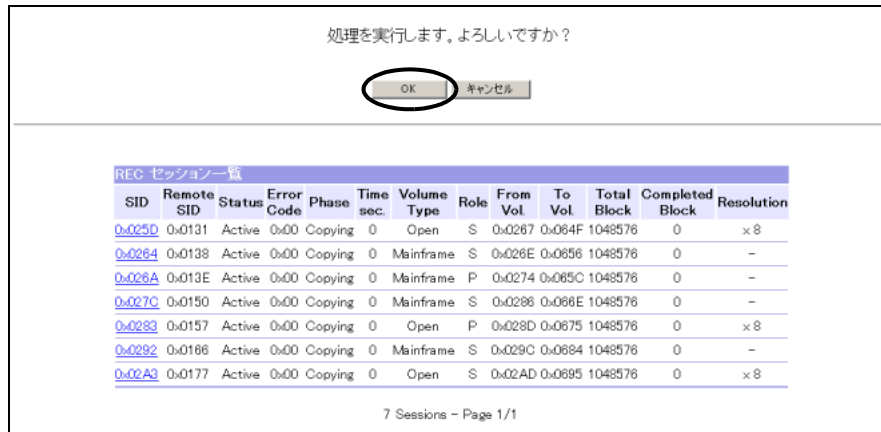 処理を実行します。よろしいですか？
OK キャンセル
REC セッション一覧
SID Remote SID Status Error Code Phase Time sec. Volume Type Role From Vol. To Vol. Total Block Completed Block Resolution
0x025D 0x0131 Active 0x00 Copying 0 Open S 0x0267 0x064F 1048576 0 ×8
0x0264 0x0138 Active 0x00 Copying 0 Mainframe S 0x026E 0x0656 1048576 0 −
0x026A 0x013E Active 0x00 Copying 0 Mainframe P 0x0274 0x065C 1048576 0 −
0x027C 0x0150 Active 0x00 Copying 0 Mainframe S 0x0286 0x066E 1048576 0 −
0x0283 0x0157 Active 0x00 Copying 0 Open P 0x028D 0x0675 1048576 0 ×8
0x0292 0x0166 Active 0x00 Copying 0 Mainframe S 0x029C 0x0684 1048576 0 −
0x02A3 0x0177 Active 0x00 Copying 0 Open S 0x02AD 0x0695 1048576 0 ×8
7 Sessions − Page 1/1